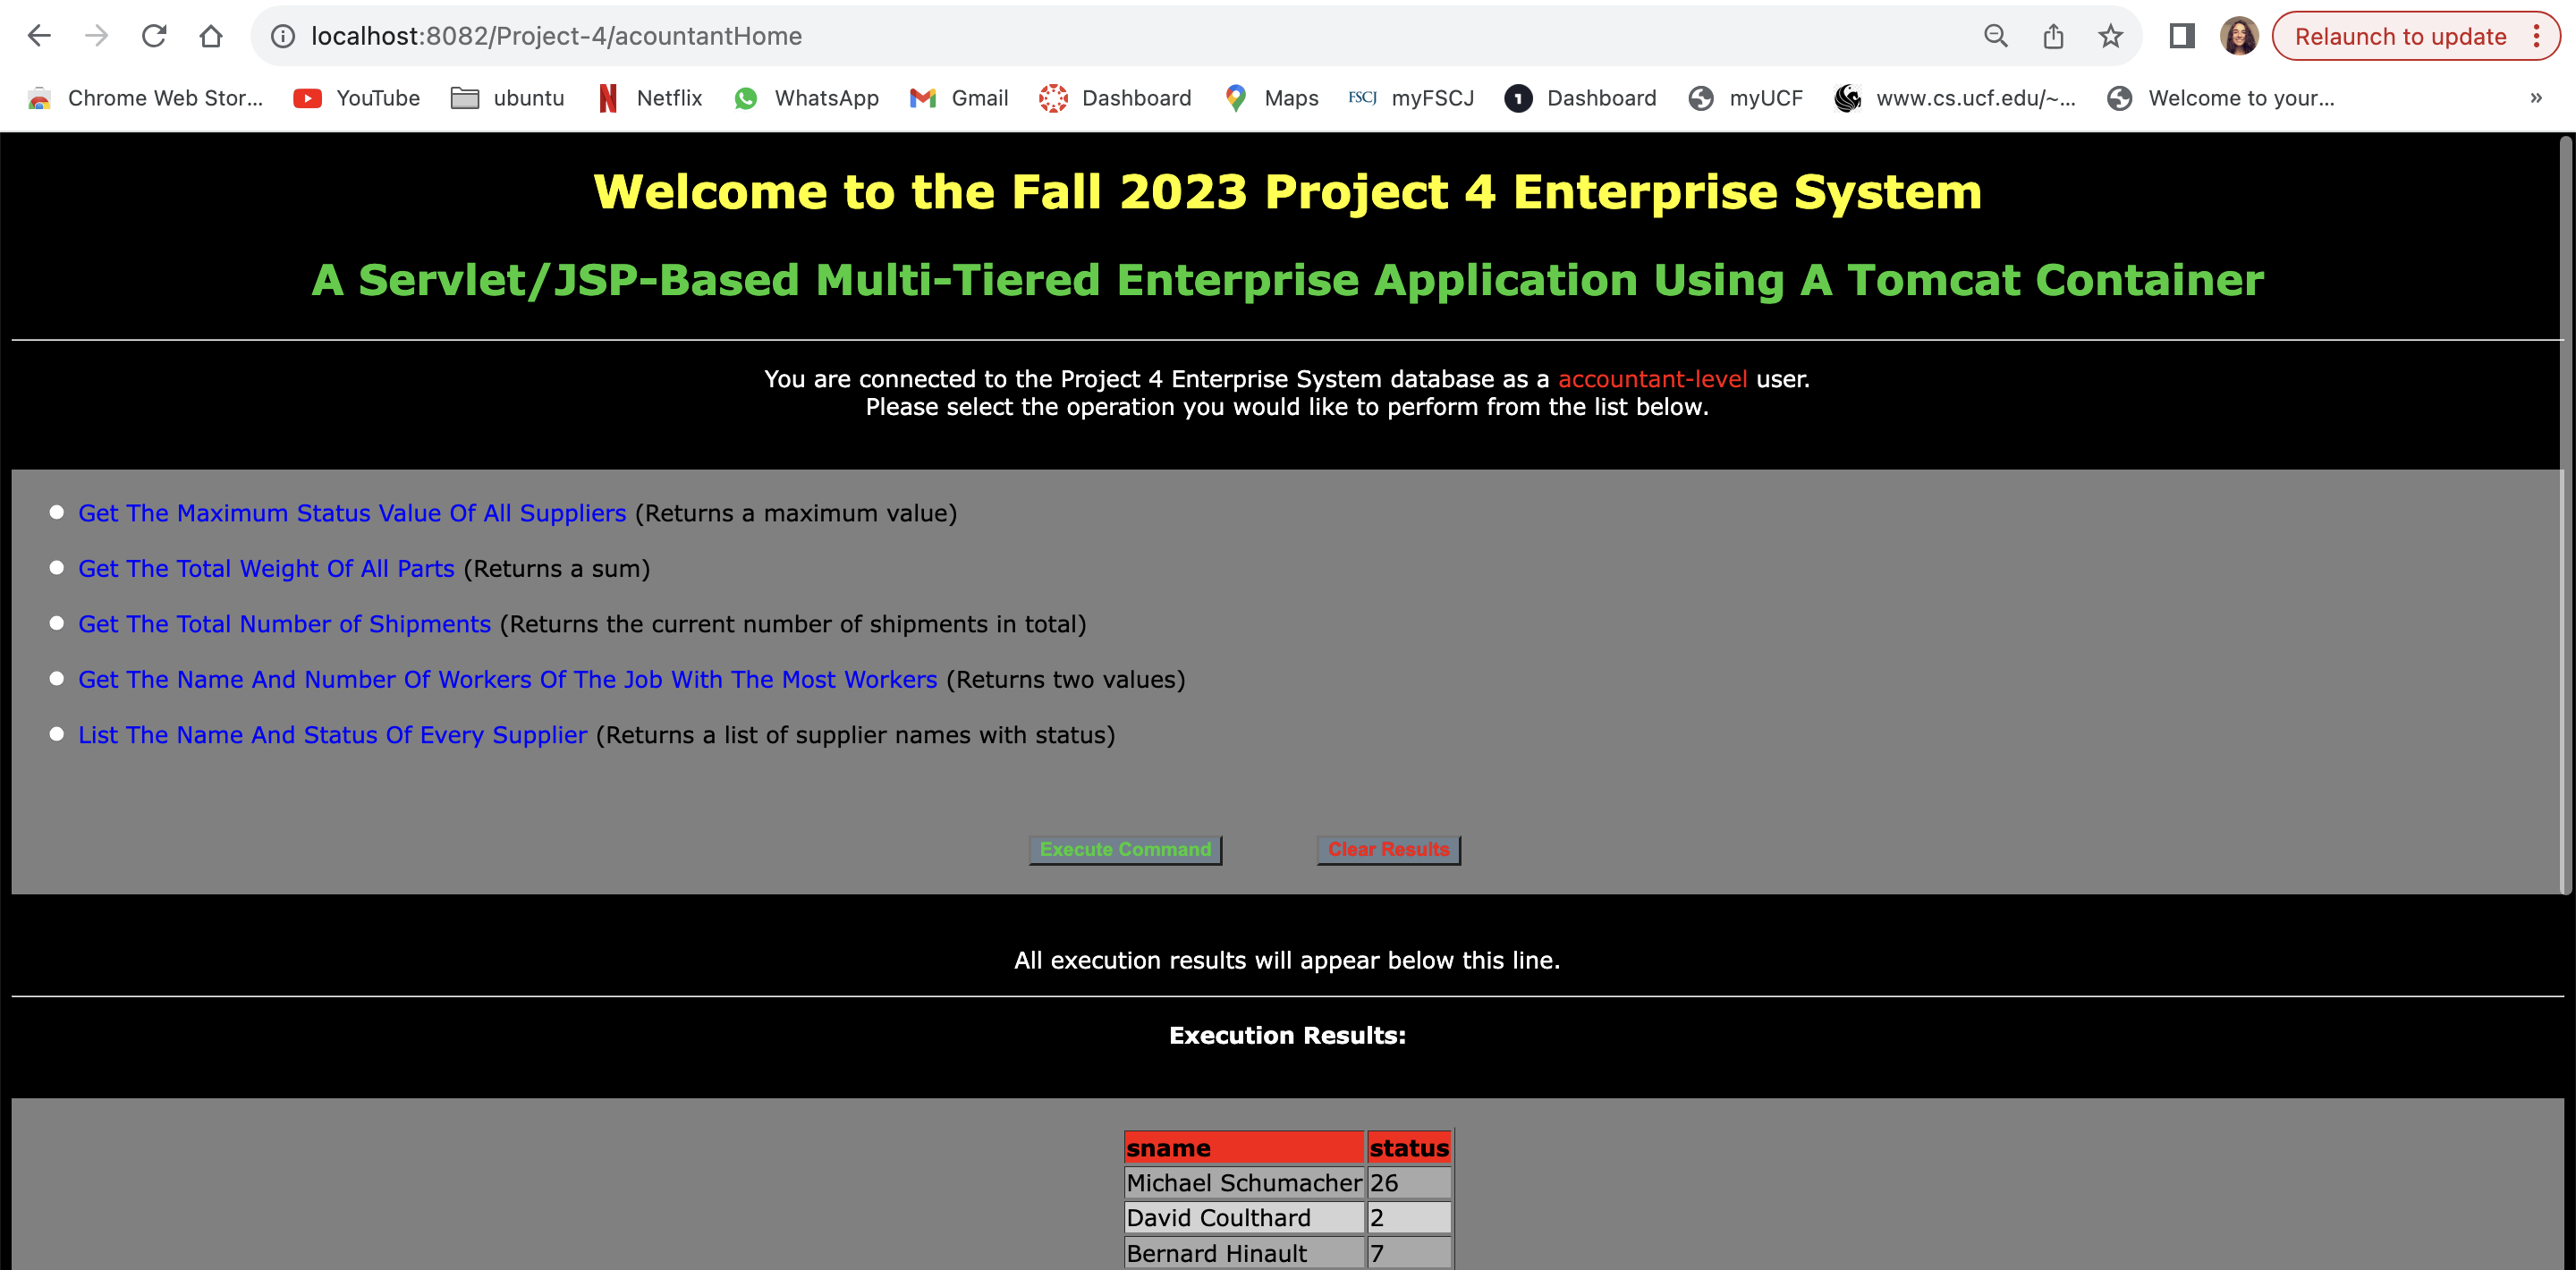 localhost:8082/Project-4/acountantHome
Relaunch to update
Chrome Web Stor...
YouTube
ubuntu
Netflix
WhatsApp
Gmail
Dashboard
Maps
FSCJ myFSCJ
1 Dashboard
myUCF
www.cs.ucf.edu/~...
Welcome to your...
»
Welcome to the Fall 2023 Project 4 Enterprise System
A Servlet/JSP-Based Multi-Tiered Enterprise Application Using A Tomcat Container
You are connected to the Project 4 Enterprise System database as a accountant-level user.
Please select the operation you would like to perform from the list below.
Get The Maximum Status Value Of All Suppliers (Returns a maximum value)
Get The Total Weight Of All Parts (Returns a sum)
Get The Total Number of Shipments (Returns the current number of shipments in total)
Get The Name And Number Of Workers Of The Job With The Most Workers (Returns two values)
List The Name And Status Of Every Supplier (Returns a list of supplier names with status)
Execute Command
Clear Results
All execution results will appear below this line.
Execution Results:
sname status
Michael Schumacher 26
David Coulthard 2
Bernard Hinault 7